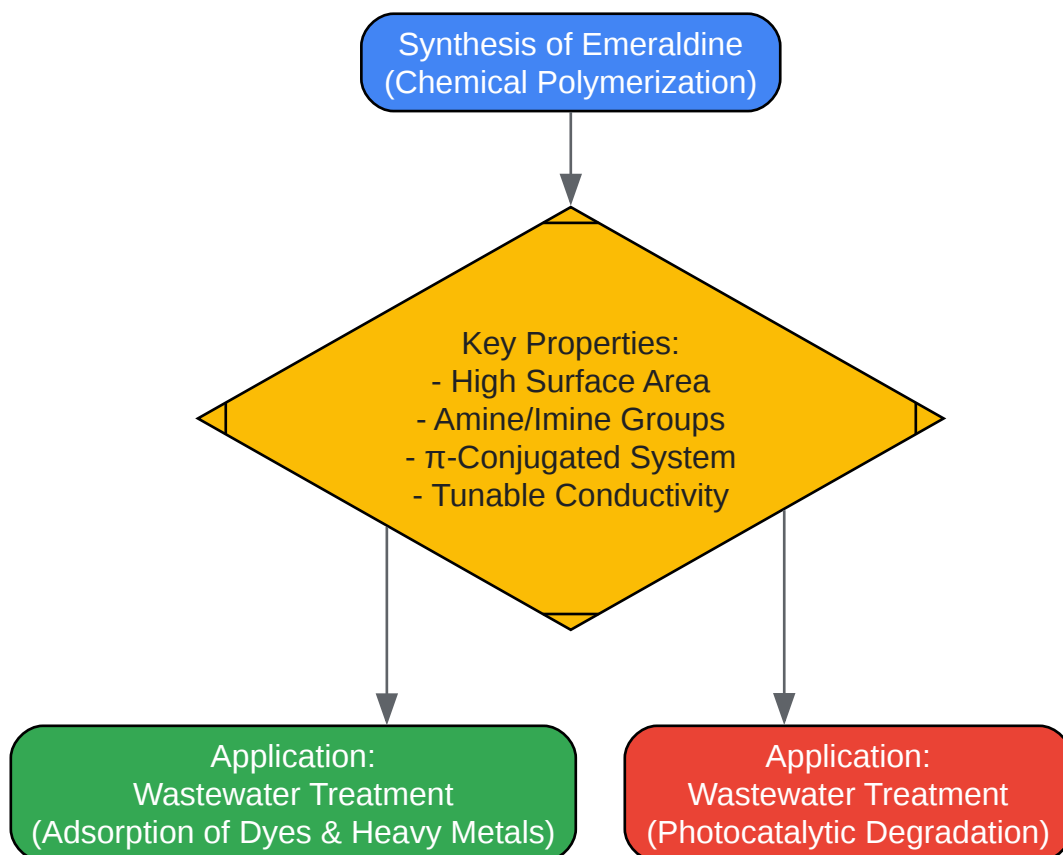 Synthesis of Emeraldine
(Chemical Polymerization)
Key Properties:
- High Surface Area
- Amine/Imine Groups
- π-Conjugated System
- Tunable Conductivity
Application:
Wastewater Treatment
(Adsorption of Dyes & Heavy Metals)
Application:
Wastewater Treatment
(Photocatalytic Degradation)